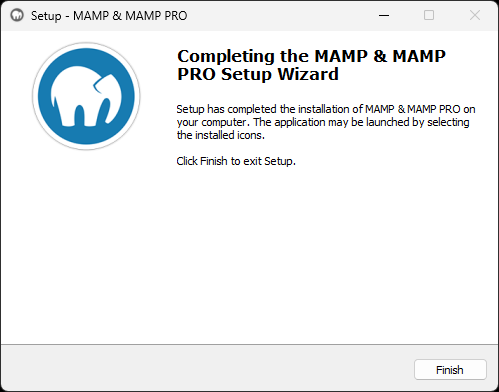 Setup - MAMP & MAMP PRO
Completing the MAMP & MAMP
PRO Setup Wizard
Setup has completed the installation of MAMP & MAMP PRO on
your computer. The application may be launched by selecting
the installed icons.
Click Finish to exit Setup.
Finish